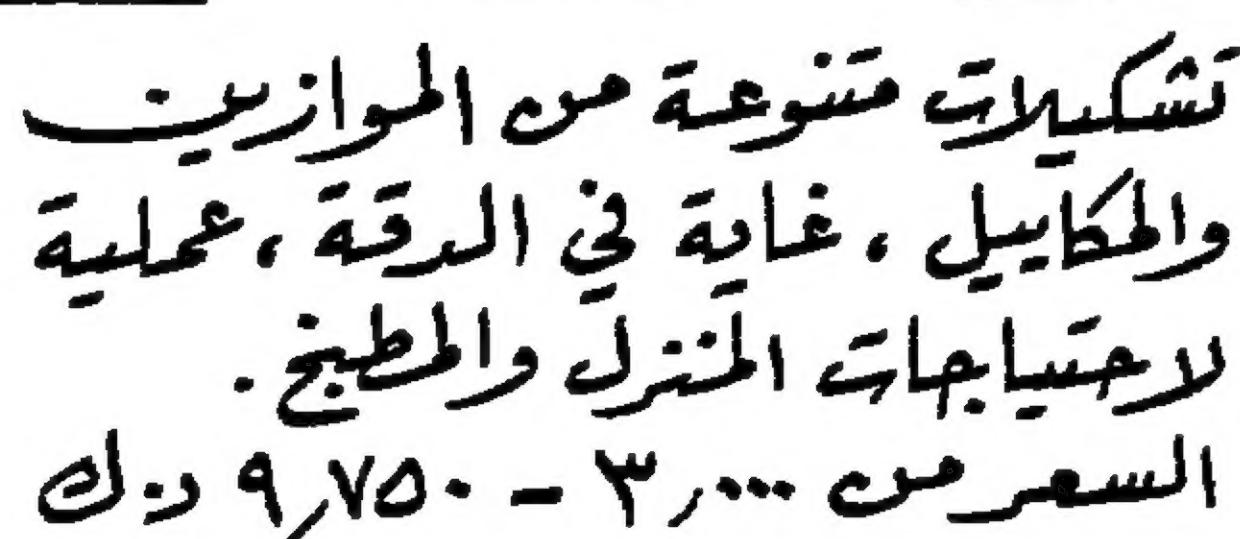 تشكيلات متنوعة من الموازين
والمكاييل ، غاية في الدقة ، عملية
لاحتياجات المنزل والمطبخ .
السعر من ٣٫٠٠٠ - ٩٫٧٥٠ د.ك